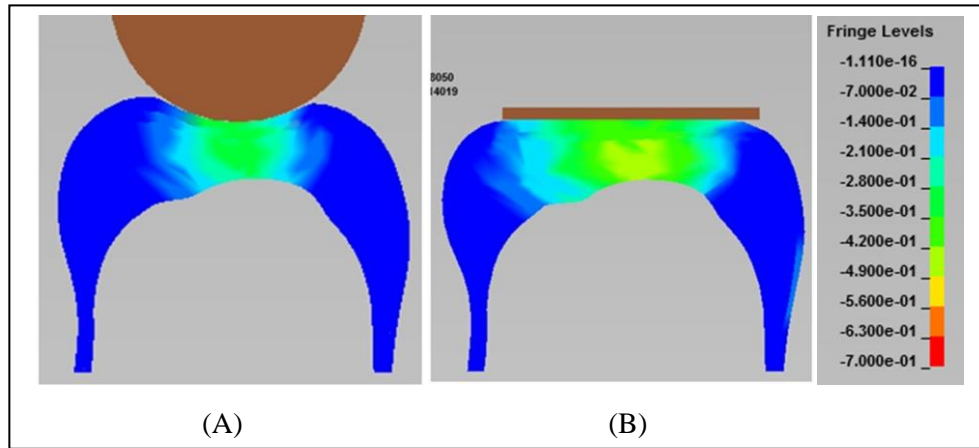 8050
14019
Fringe Levels
-1.110e-16
-7.000e-02
-1.400e-01
-2.100e-01
-2.800e-01
-3.500e-01
-4.200e-01
-4.900e-01
-5.600e-01
-6.300e-01
-7.000e-01
(A)
(B)